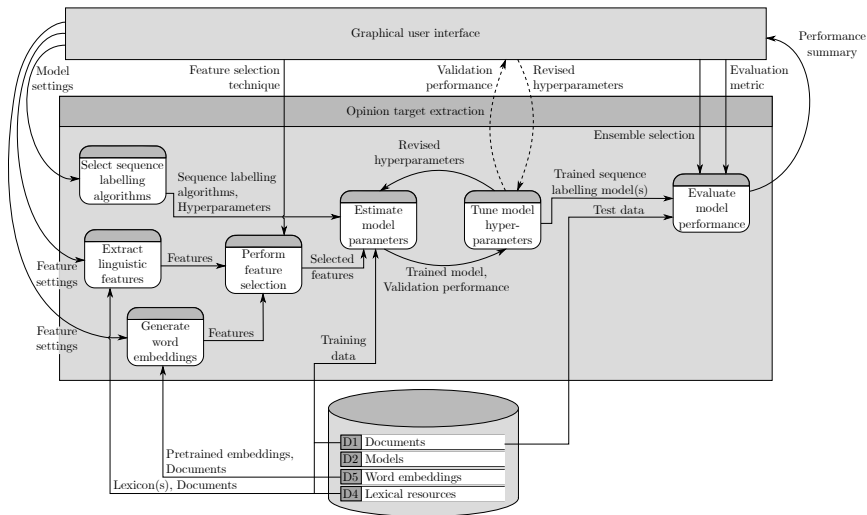 Graphical user interface
Performance
summary
Model
settings
Feature selection
technique
Validation
performance
Revised
hyperparameters
Evaluation
metric
Opinion target extraction
Ensemble selection
Select sequence
labelling
algorithms
Sequence labelling
algorithms,
Hyperparameters
Revised
hyperparameters
Trained sequence
labelling model(s)
Estimate
model
parameters
Tune model
hyper-
parameters
Evaluate
model
performance
Test data
Extract
linguistic
features
Features
Perform
feature
selection
Selected
features
Trained model,
Validation performance
Feature
settings
Generate
word
embeddings
Features
Feature
settings
Training
data
Pretrained embeddings,
Documents
Lexicon(s), Documents
D1 Documents
D2 Models
D5 Word embeddings
D4 Lexical resources